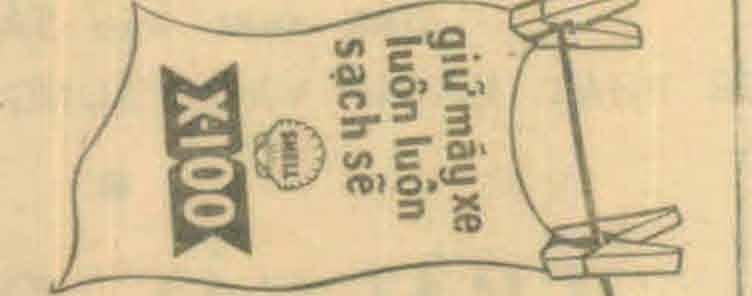 giữ máy xe
luôn luôn
sạch sẽ
SHELL
X-100